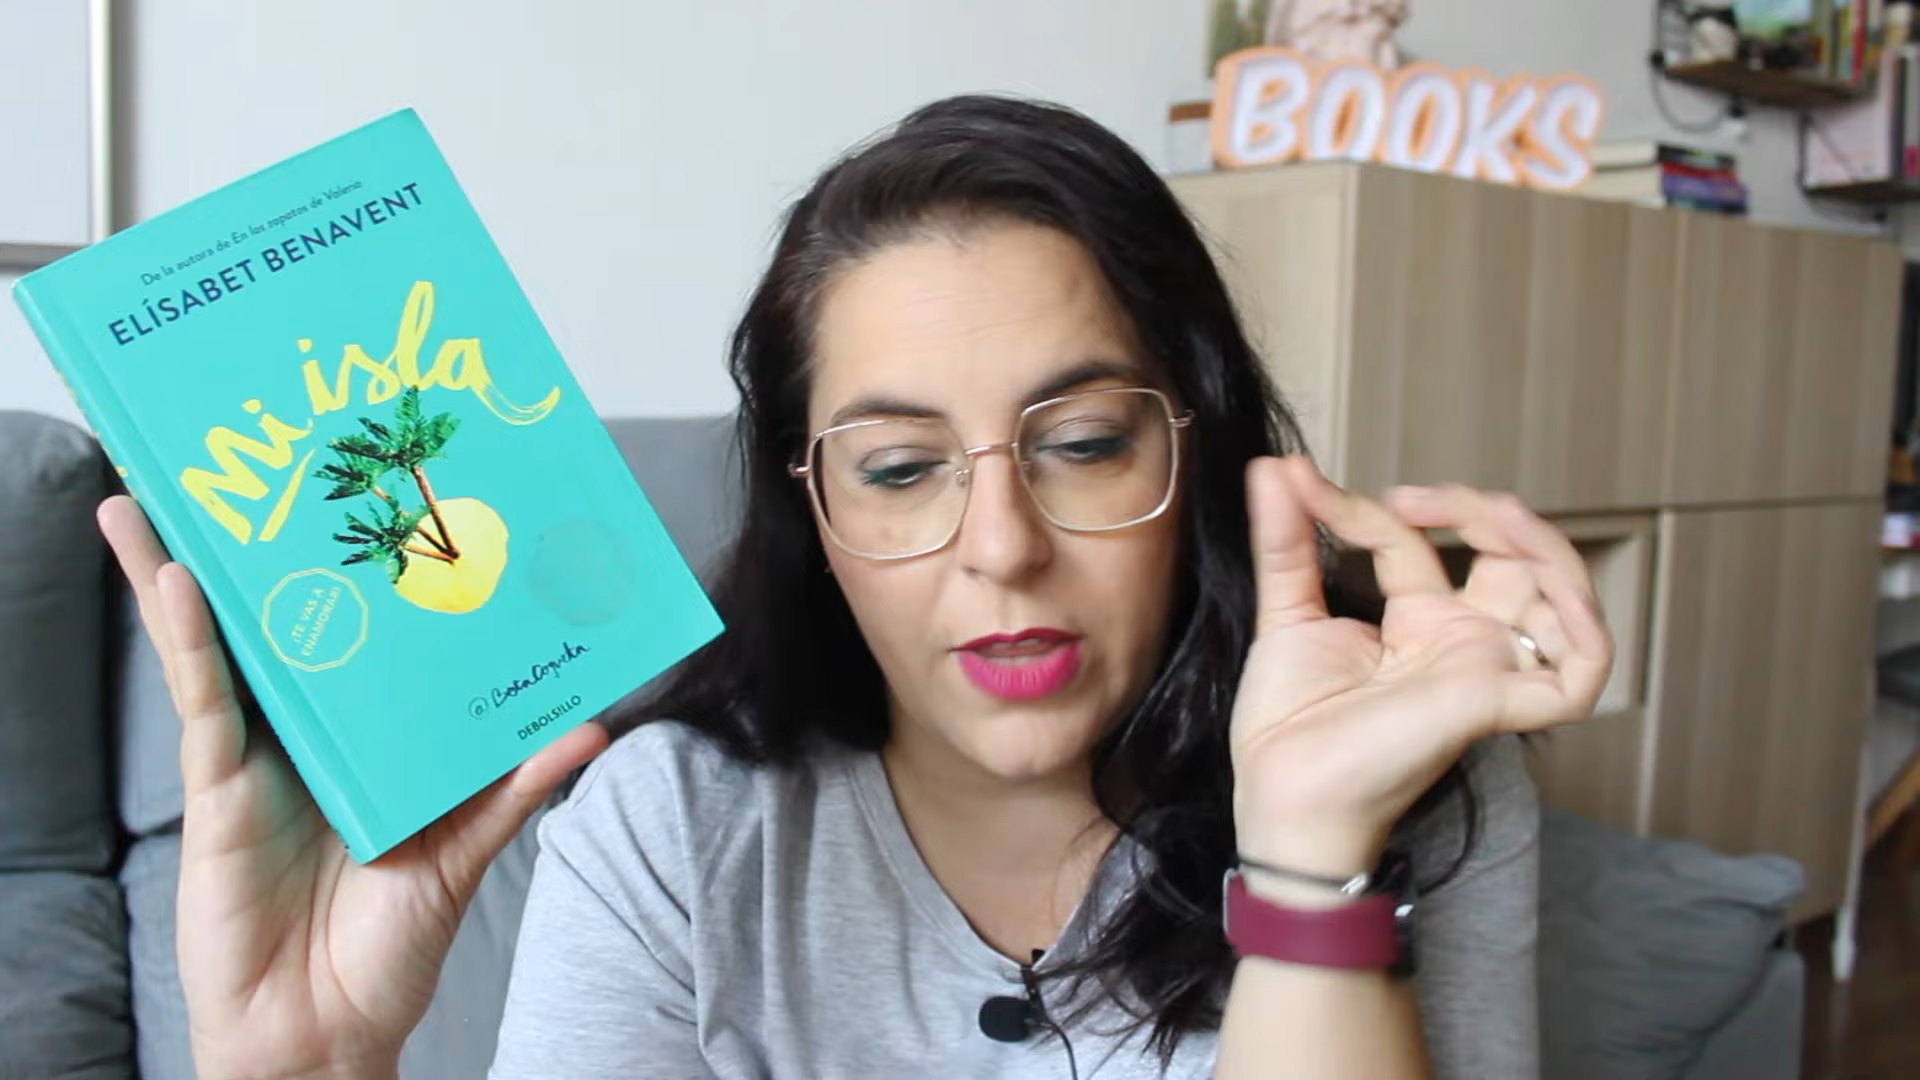 De la autora de En los zapatos de Valeria
ELÍSABET BENAVENT
Mi isla
¡TE VAS A
ENAMORAR!
@BetaCoqueta
DEBOLSILLO
BOOKS